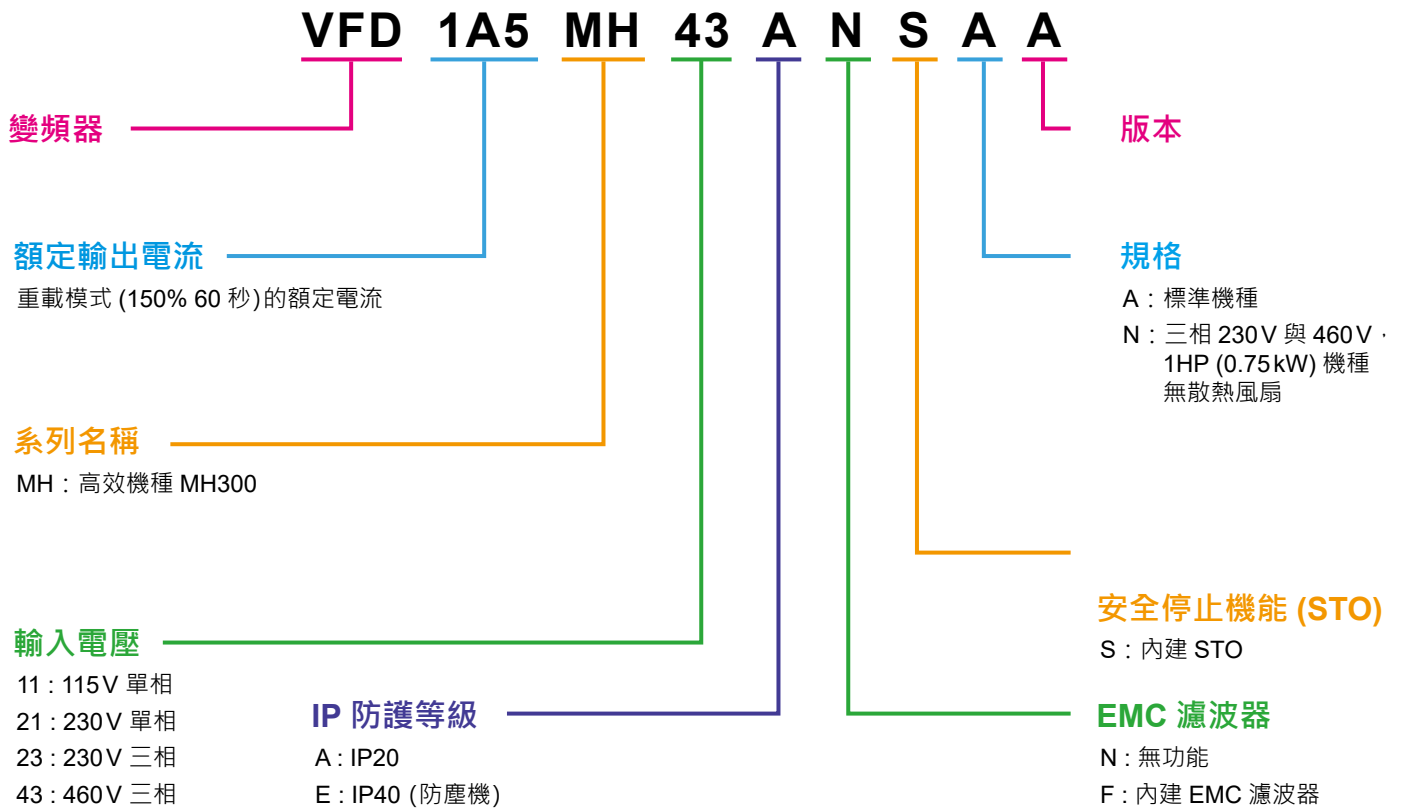 VFD 1A5 MH 43 A N S A A
變頻器
版本
額定輸出電流
重載模式 (150% 60 秒)的額定電流
規格
A：標準機種
N：三相 230V 與 460V，
1HP (0.75kW) 機種
無散熱風扇
系列名稱
MH：高效機種 MH300
安全停止機能 (STO)
S：內建 STO
輸入電壓
11 : 115V 單相
21 : 230V 單相
23 : 230V 三相
43 : 460V 三相
IP 防護等級
A : IP20
E : IP40 (防塵機)
EMC 濾波器
N：無功能
F：內建 EMC 濾波器